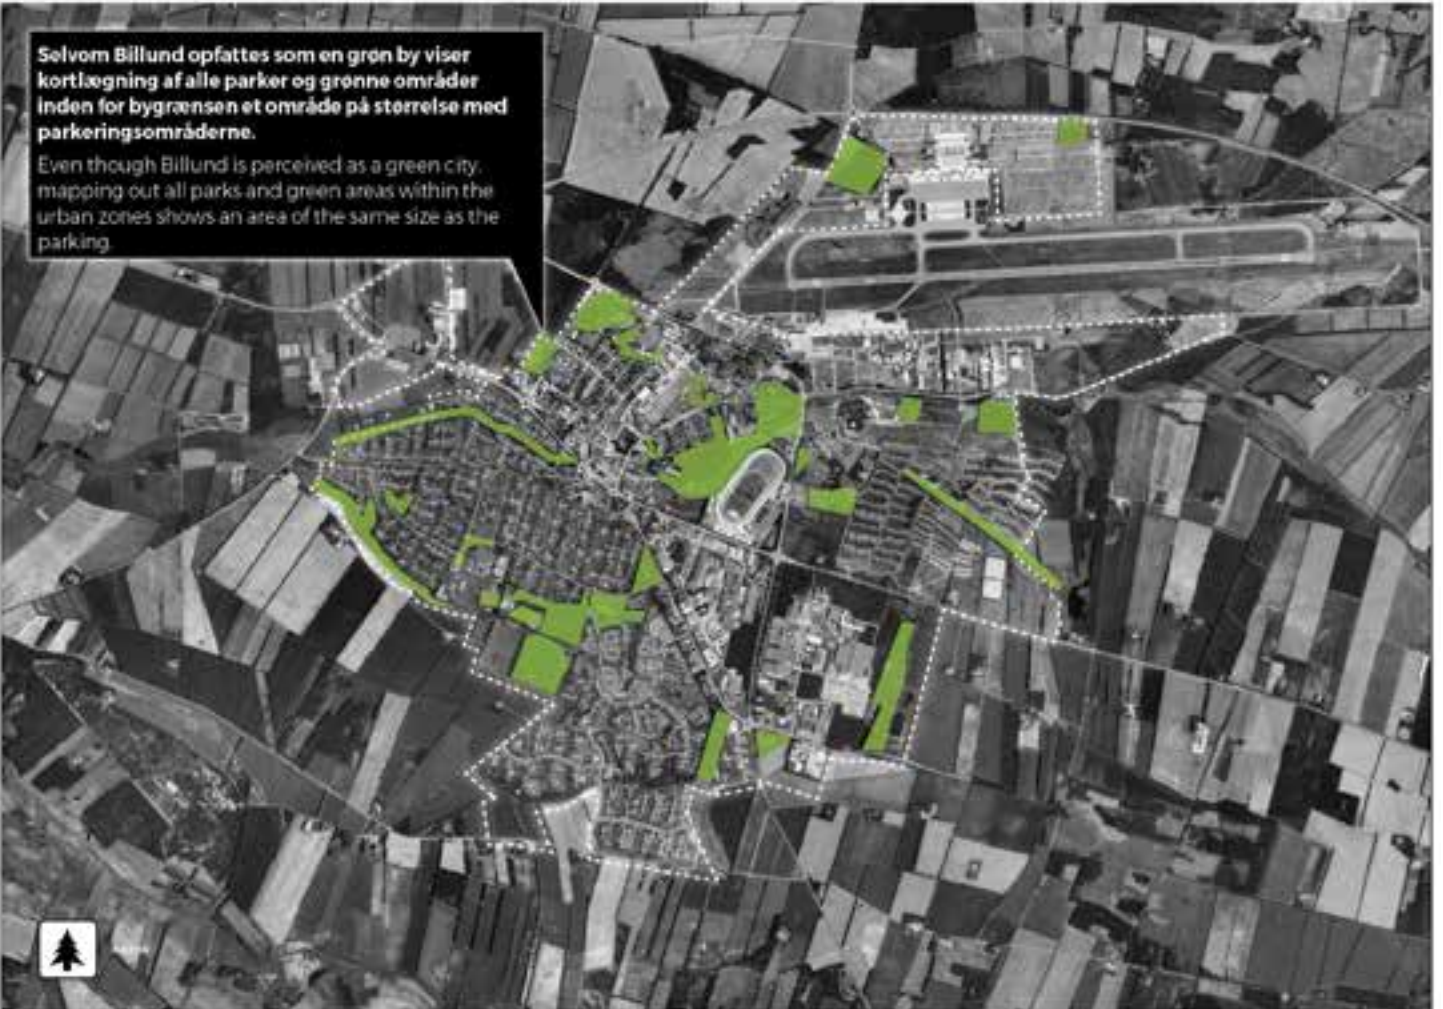 Selvom Billund opfattes som en grøn by viser
kortlægning af alle parker og grønne områder
inden for bygrænsen et område på størrelse med
parkeringsområderne.
Even though Billund is perceived as a green city,
mapping out all parks and green areas within the
urban zones shows an area of the same size as the
parking.